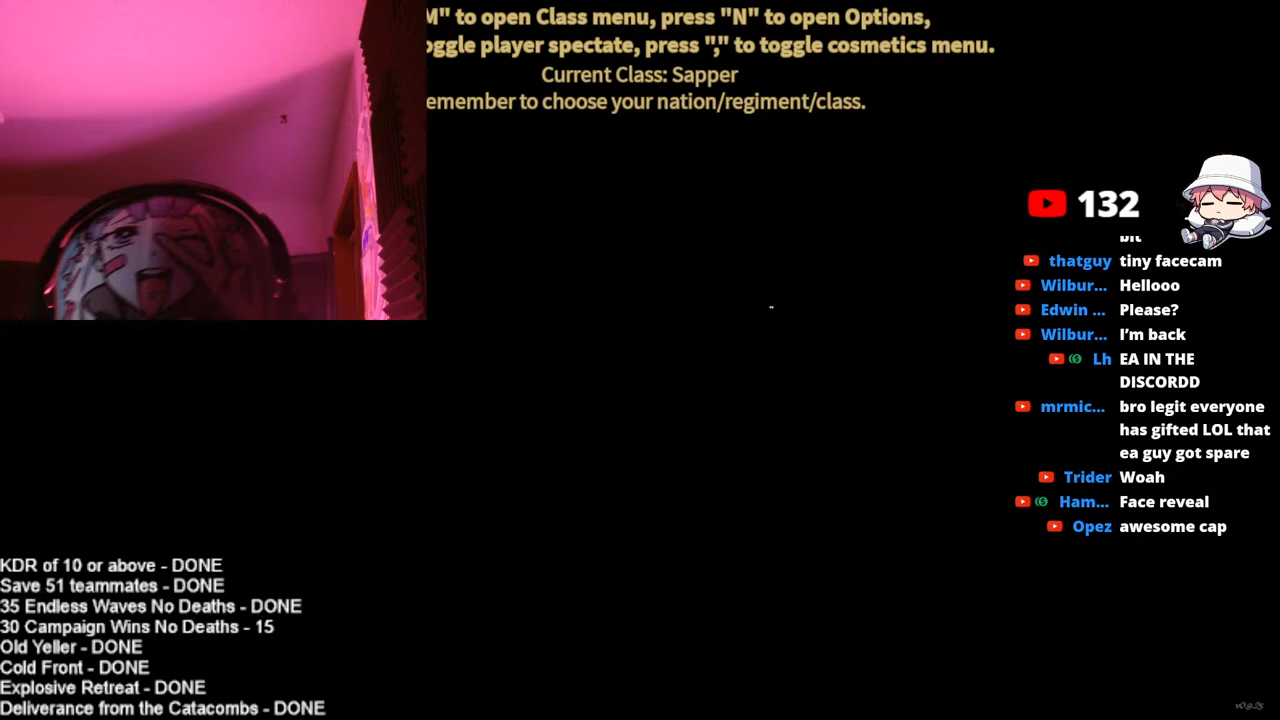 M" to open Class menu, press "N" to open Options,
oggle player spectate, press "," to toggle cosmetics menu.
Current Class: Sapper
emember to choose your nation/regiment/class.
132
bit
thatguy tiny facecam
Wilbur... Hellooo
Edwin ... Please?
Wilbur... I'm back
Lh EA IN THE
DISCORDD
mrmic... bro legit everyone
has gifted LOL that
ea guy got spare
Trider Woah
Ham... Face reveal
Opez awesome cap
KDR of 10 or above - DONE
Save 51 teammates - DONE
35 Endless Waves No Deaths - DONE
30 Campaign Wins No Deaths - 15
Old Yeller - DONE
Cold Front - DONE
Explosive Retreat - DONE
Deliverance from the Catacombs - DONE